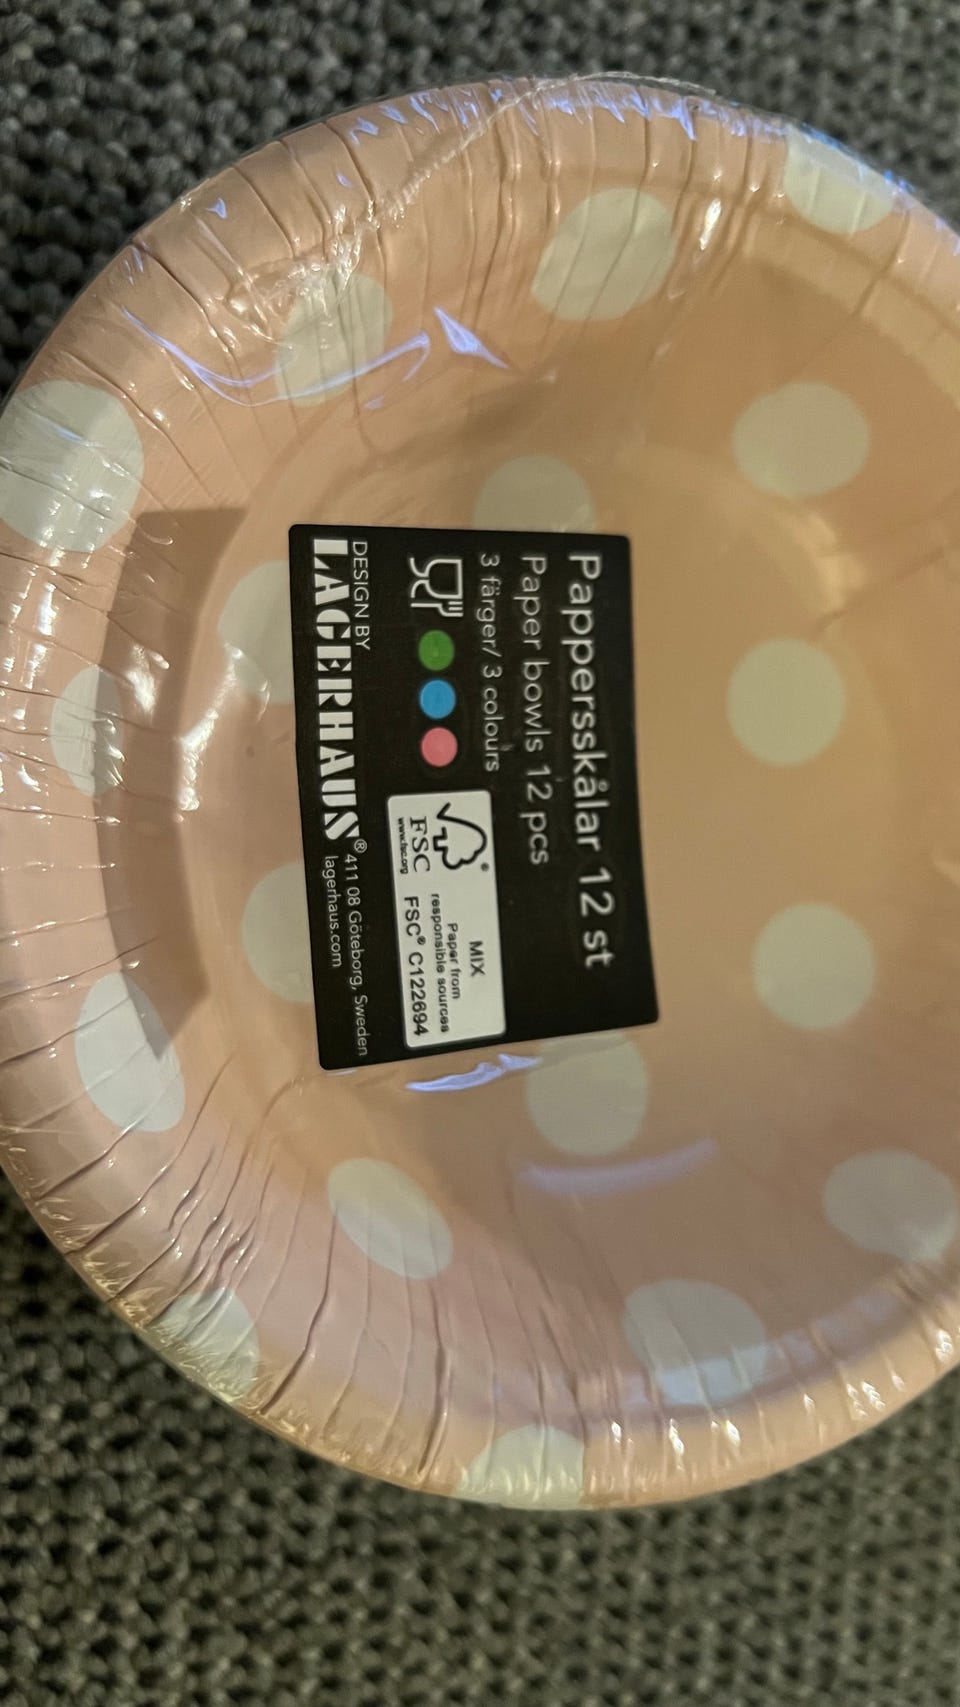 Pappersskålar 12 st
Paper bowls 12 pcs
3 färger/ 3 colours
FSC®
www.fsc.org
MIX
Paper from
responsible sources
FSC® C122694
DESIGN BY
LAGERHAUS®
411 08 Göteborg, Sweden
lagerhaus.com